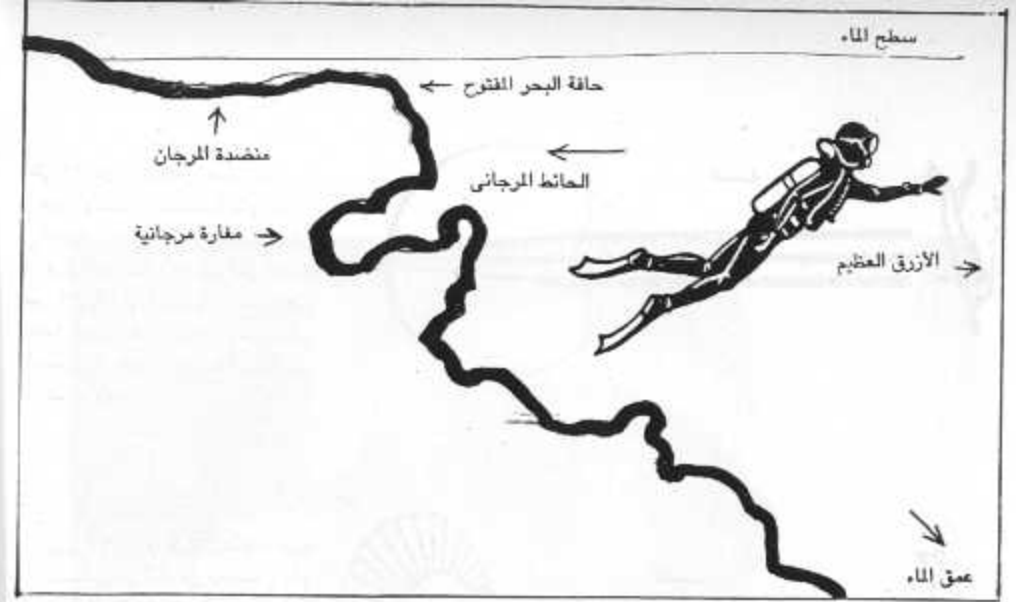 سطح الماء
حافة البحر المفتوح
منضدة المرجان
الحائط المرجانى
مغارة مرجانية
الأزرق العظيم
عمق الماء